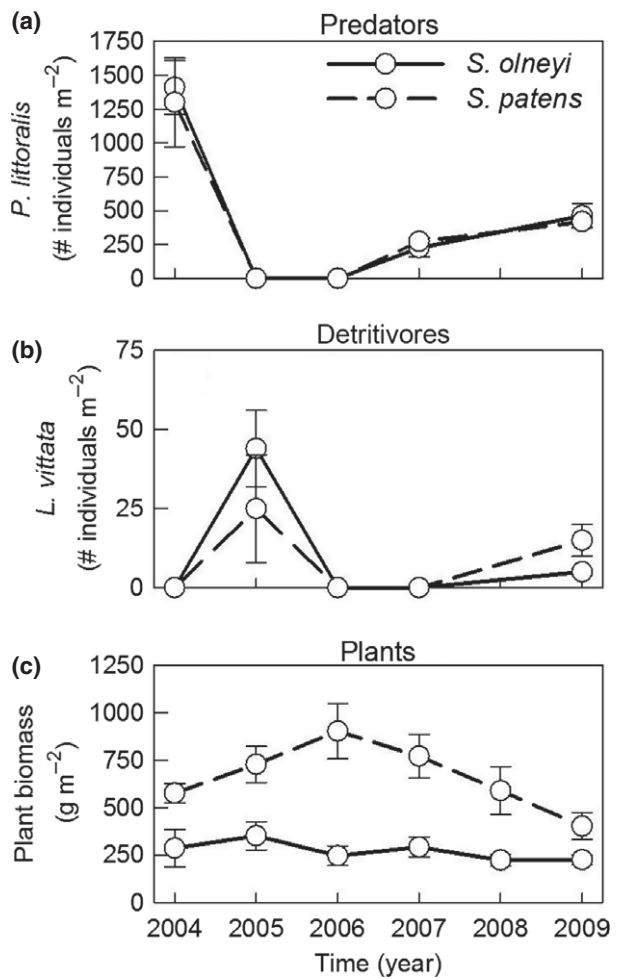 (a)
Predators
P. littoralis
(# individuals m⁻²)
1750
1500
1250
1000
750
500
250
0
S. olneyi
S. patens
(b)
Detritivores
L. vittata
(# individuals m⁻²)
75
50
25
0
(c)
Plants
Plant biomass
(g m⁻²)
1250
1000
750
500
250
0
2004 2005 2006 2007 2008 2009
Time (year)